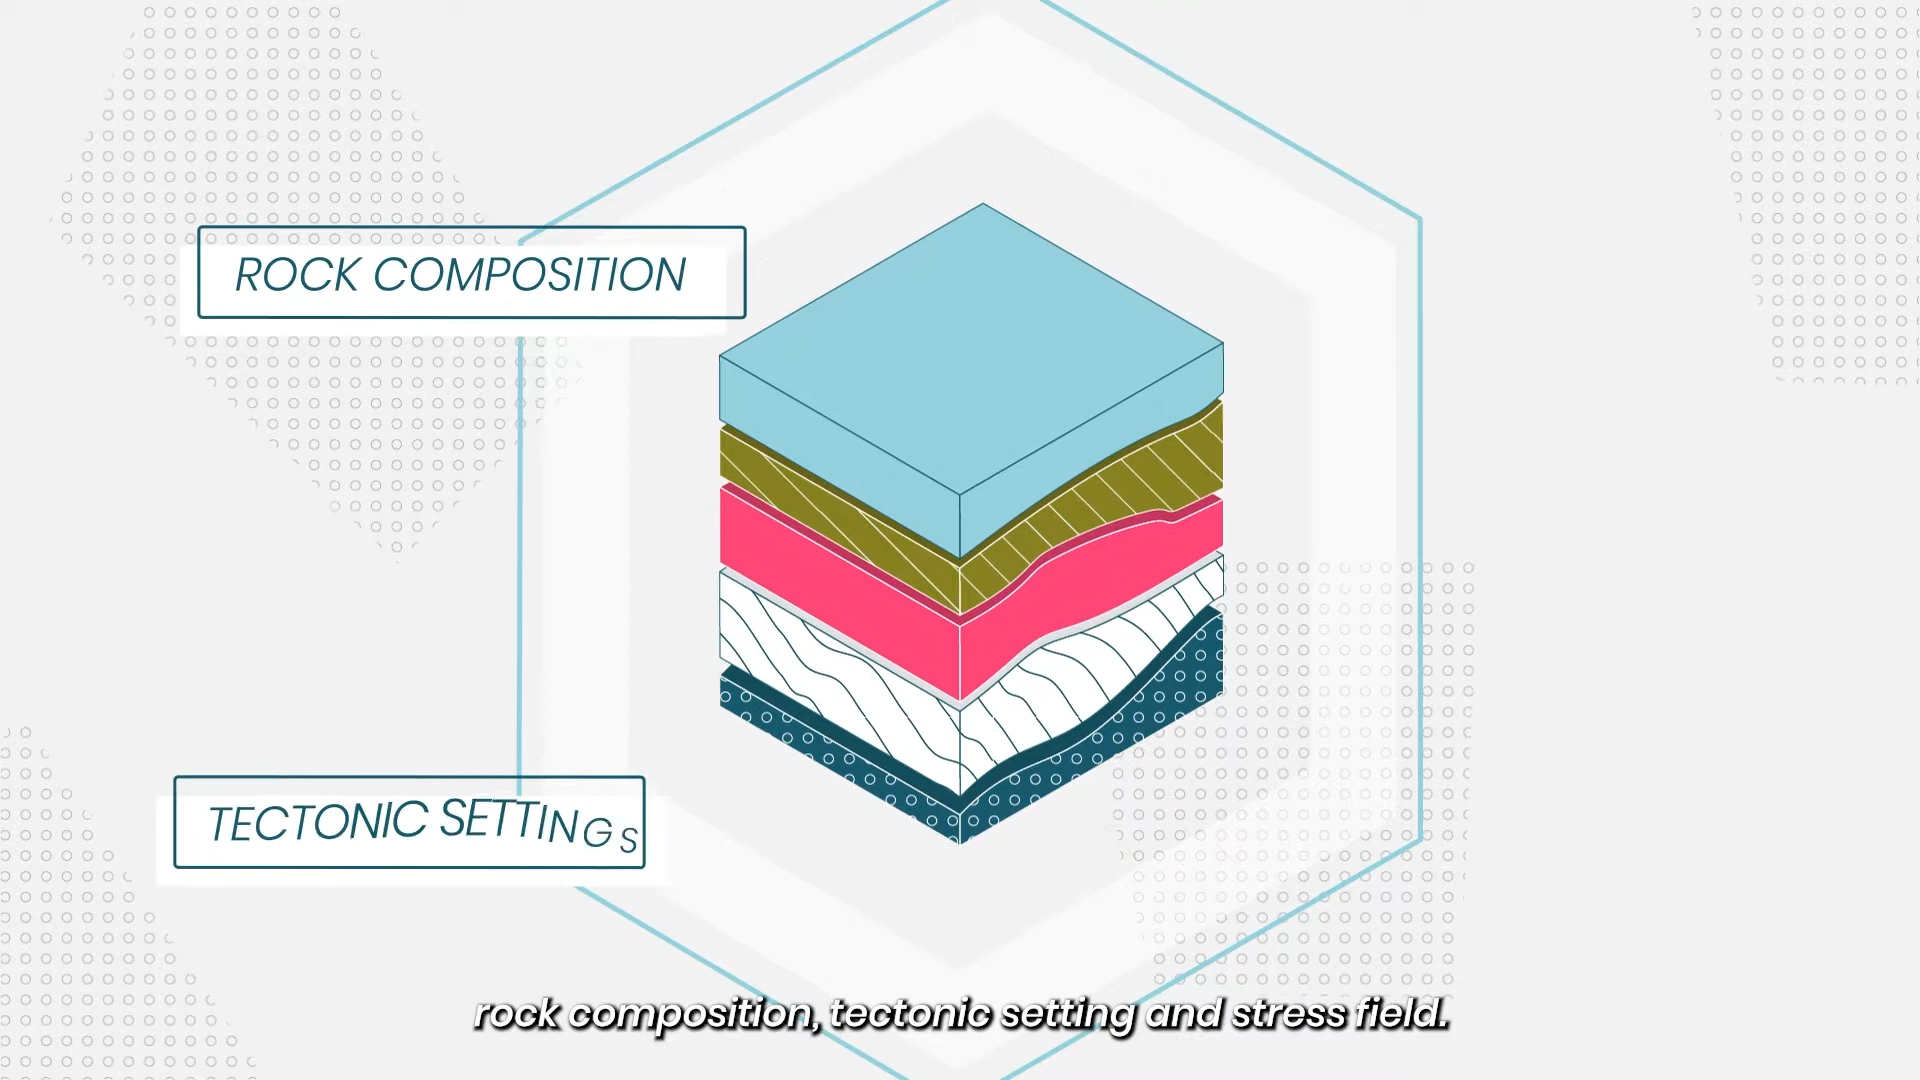 ROCK COMPOSITION
TECTONIC SETTINGS
rock composition, tectonic setting and stress field.